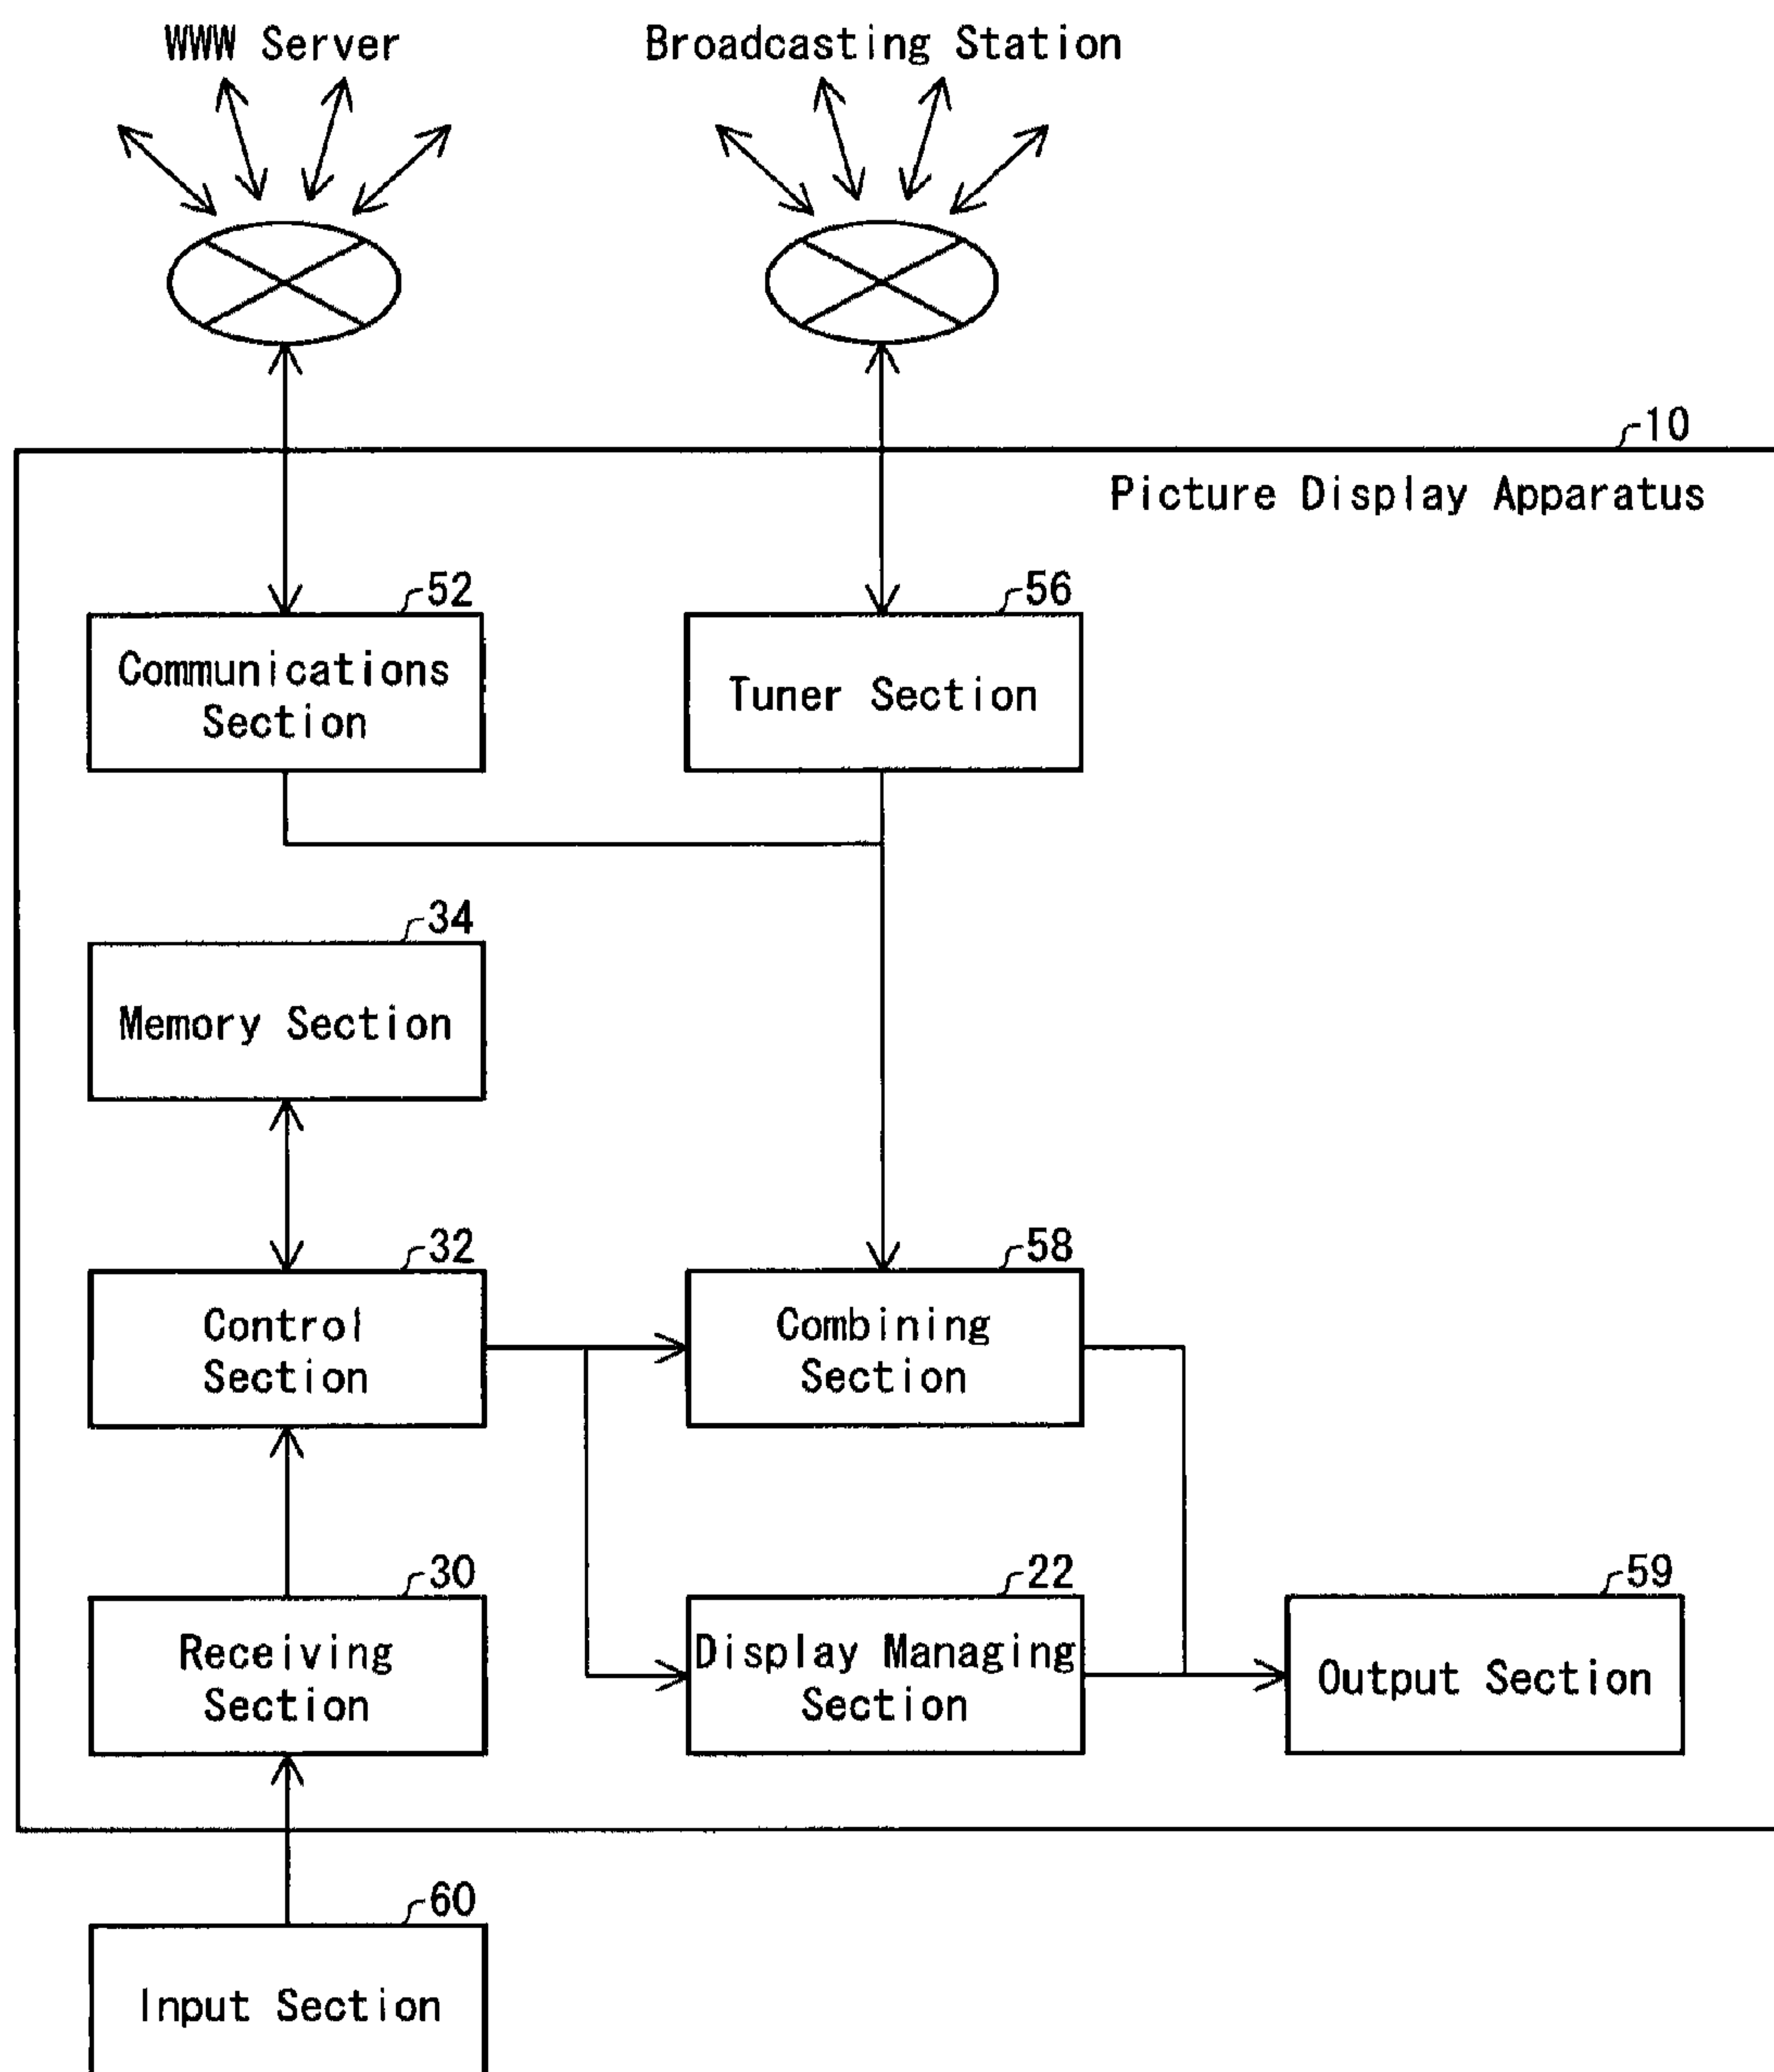 WWW Server
Broadcasting Station
10
Picture Display Apparatus
52
Communications
Section
56
Tuner Section
34
Memory Section
32
Control
Section
58
Combining
Section
30
Receiving
Section
22
Display Managing
Section
59
Output Section
60
Input Section